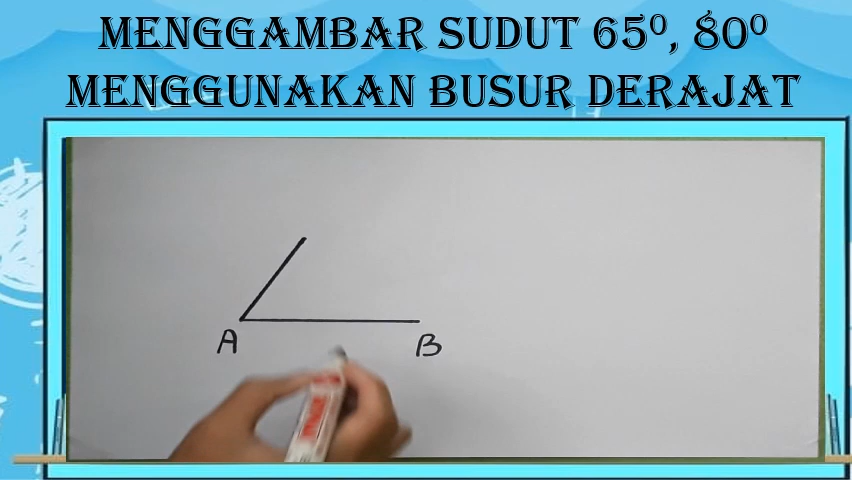 MENGGAMBAR SUDUT 65⁰, 80⁰
MENGGUNAKAN BUSUR DERAJAT
A
B